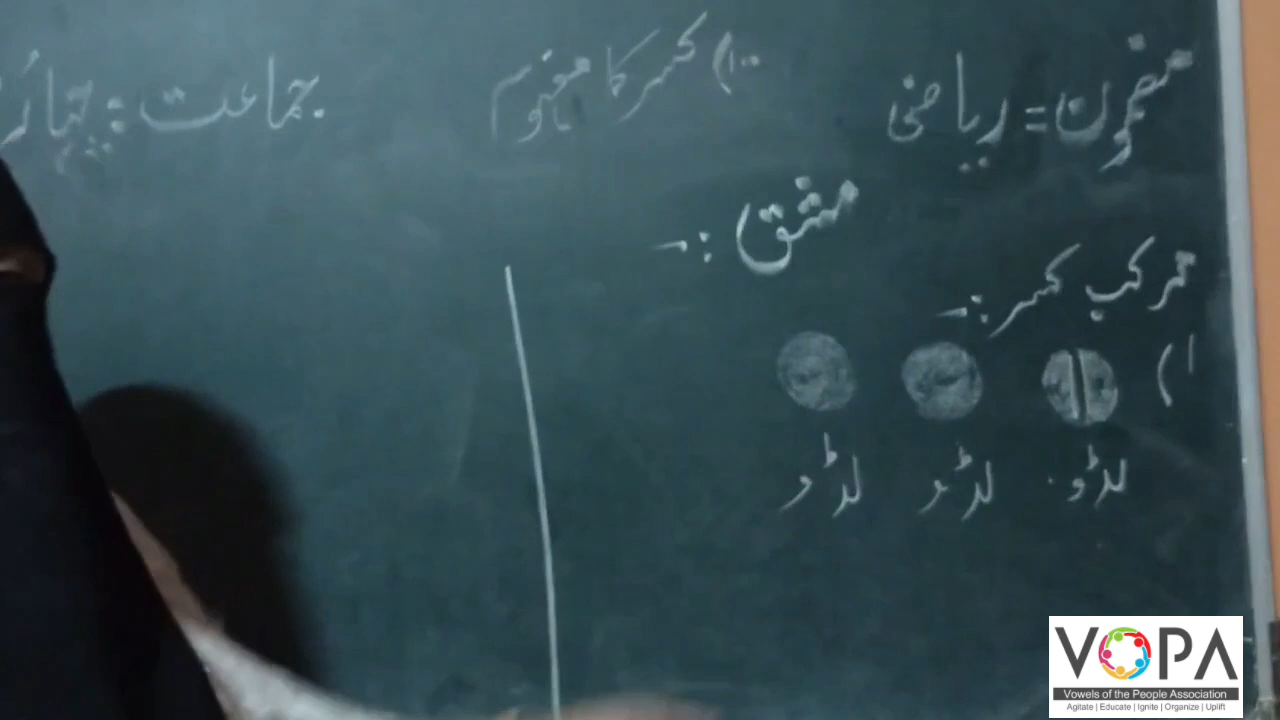 مضمون = ریاضی
۱۰) کسر کا مفہوم
جماعت :
مشق :-
مرکب کسر :-
۱)
لڈو لڈو لڈو
VOPA
Vowels of the People Association
Agitate | Educate | Ignite | Organize | Uplift